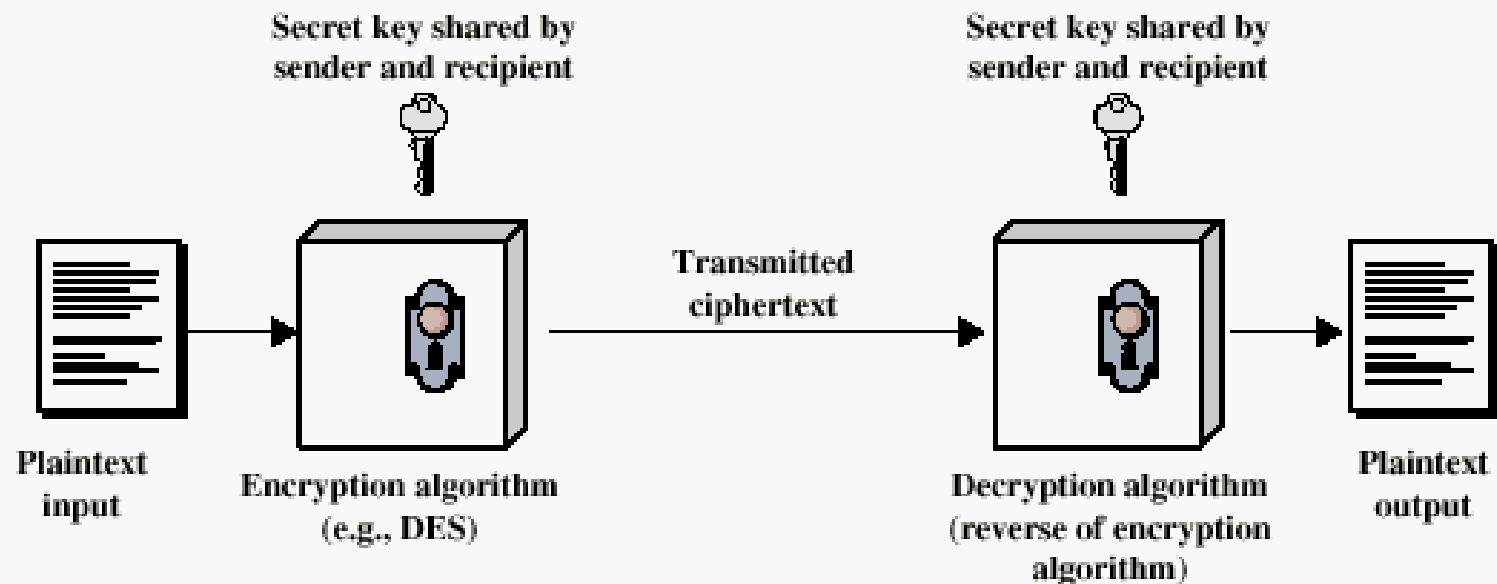 Secret key shared by
sender and recipient
Secret key shared by
sender and recipient
Transmitted
ciphertext
Plaintext
input
Encryption algorithm
(e.g., DES)
Decryption algorithm
(reverse of encryption
algorithm)
Plaintext
output